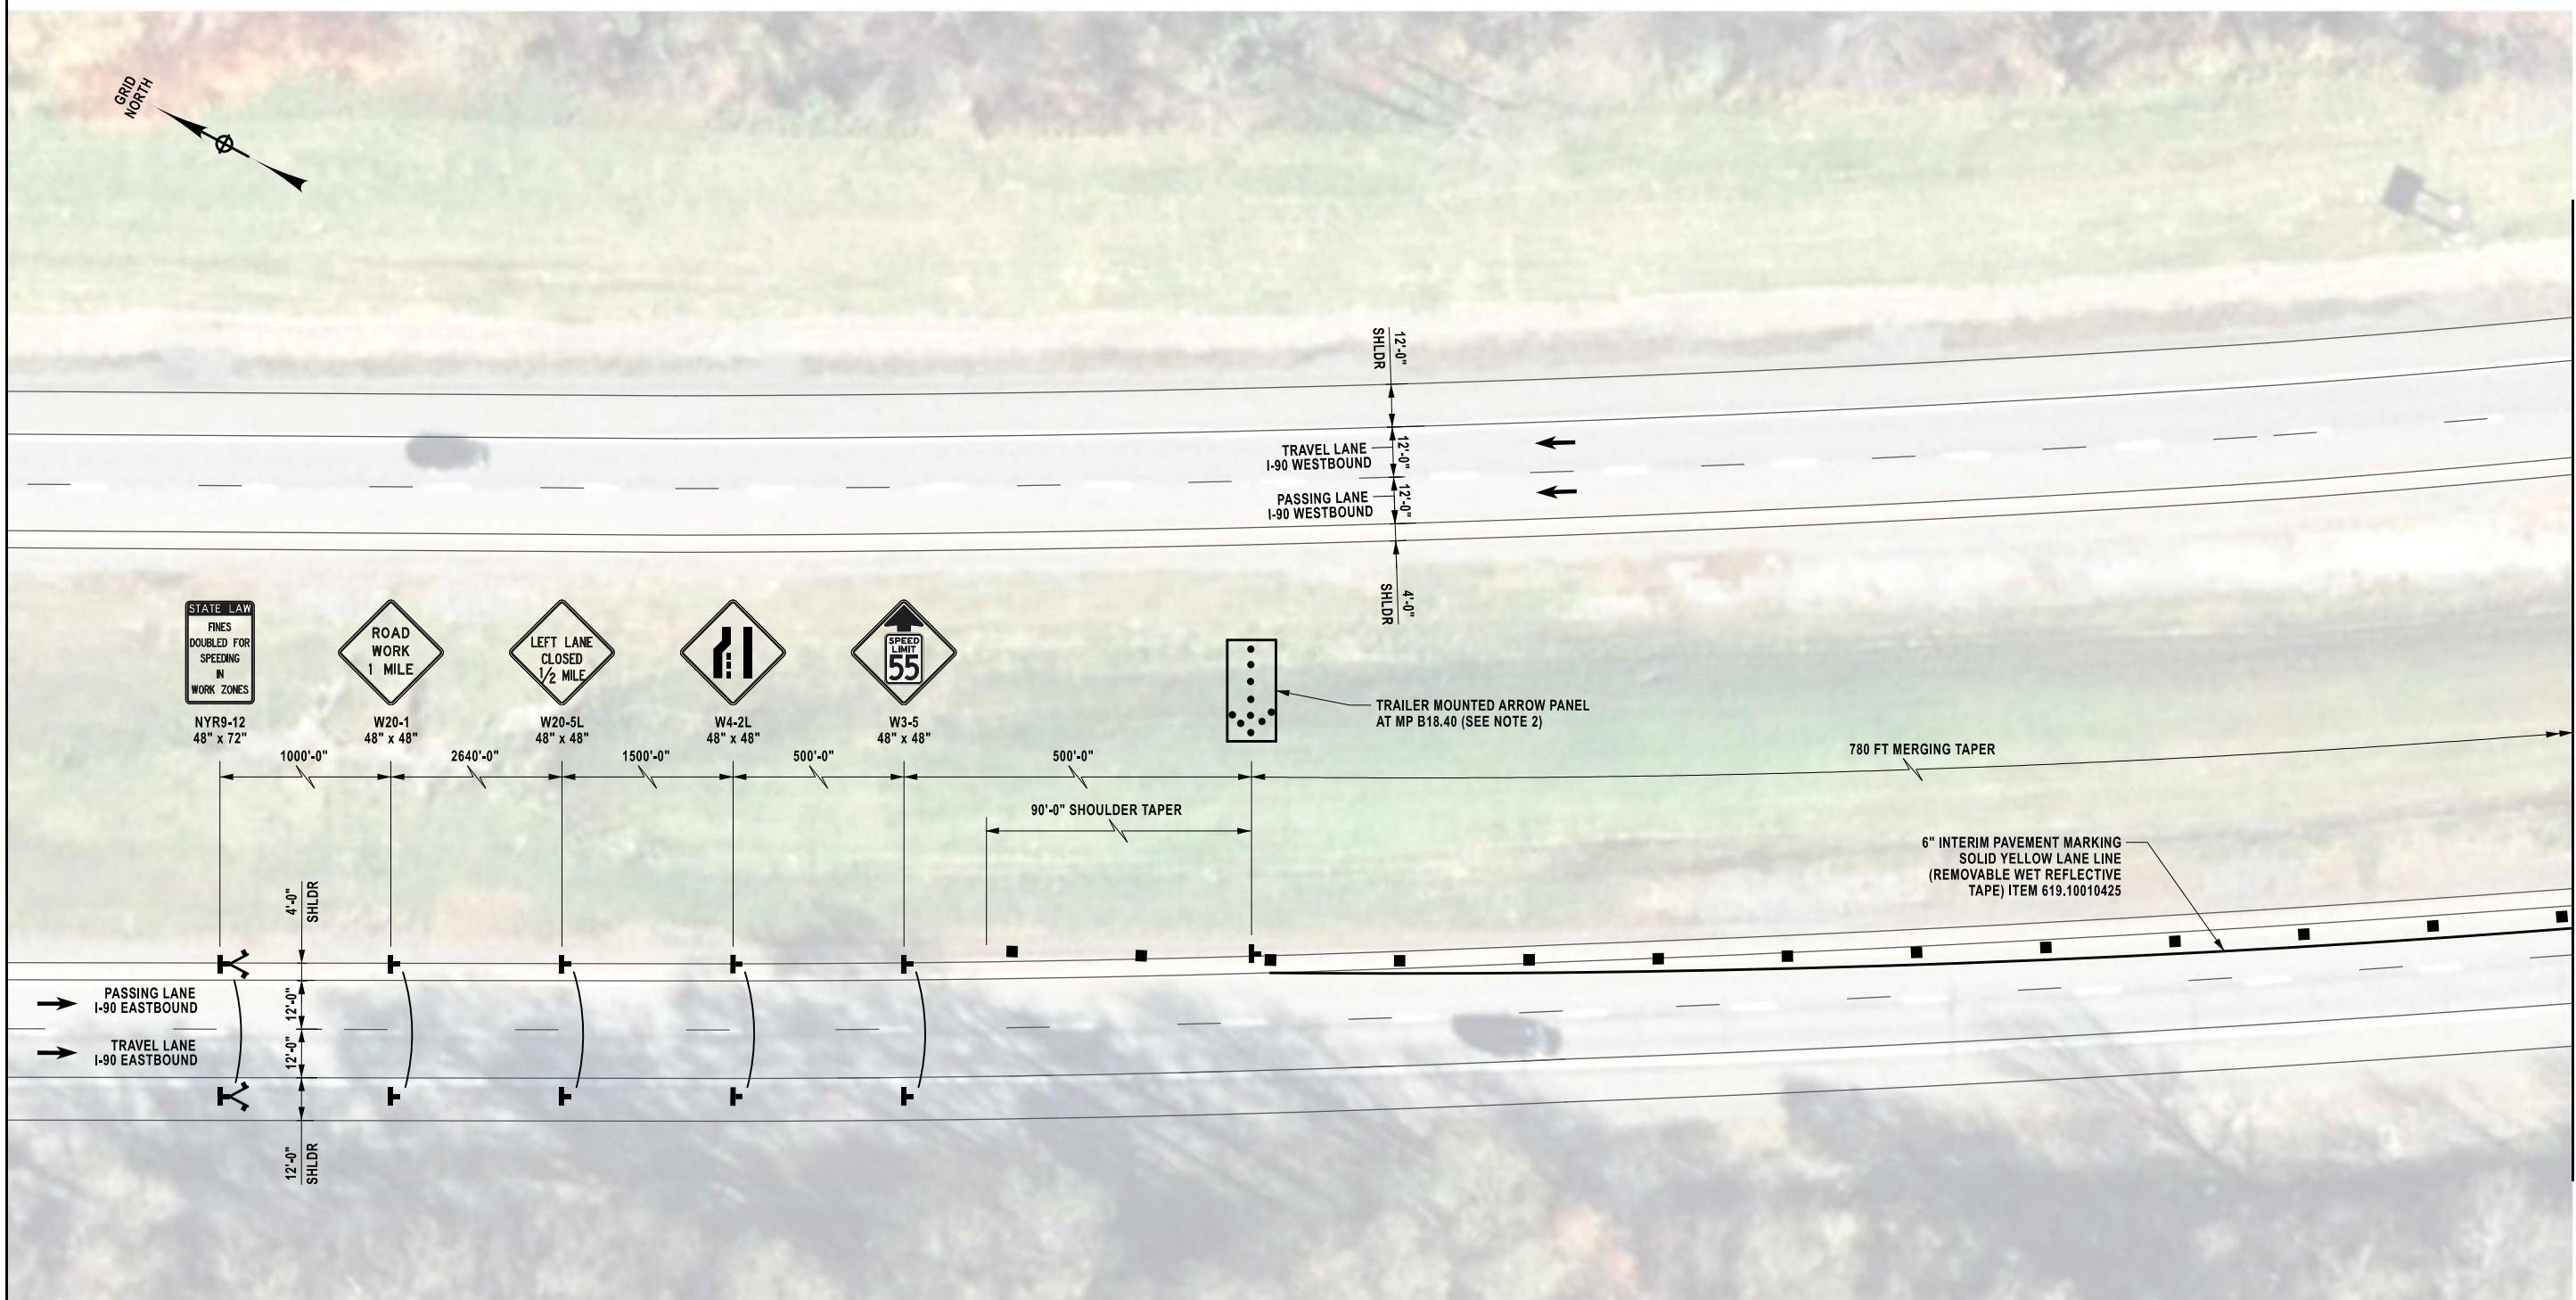 GRID
NORTH
12'-0"
SHLDR
TRAVEL LANE
I-90 WESTBOUND
12'-0"
PASSING LANE
I-90 WESTBOUND
12'-0"
4'-0"
SHLDR
STATE LAW
FINES
DOUBLED FOR
SPEEDING
IN
WORK ZONES
NYR9-12
48" x 72"
ROAD
WORK
1 MILE
W20-1
48" x 48"
LEFT LANE
CLOSED
1/2 MILE
W20-5L
48" x 48"
W4-2L
48" x 48"
SPEED
LIMIT
55
W3-5
48" x 48"
TRAILER MOUNTED ARROW PANEL
AT MP B18.40 (SEE NOTE 2)
1000'-0"
2640'-0"
1500'-0"
500'-0"
500'-0"
780 FT MERGING TAPER
90'-0" SHOULDER TAPER
6" INTERIM PAVEMENT MARKING
SOLID YELLOW LANE LINE
(REMOVABLE WET REFLECTIVE
TAPE) ITEM 619.10010425
4'-0"
SHLDR
PASSING LANE
I-90 EASTBOUND
12'-0"
TRAVEL LANE
I-90 EASTBOUND
12'-0"
12'-0"
SHLDR